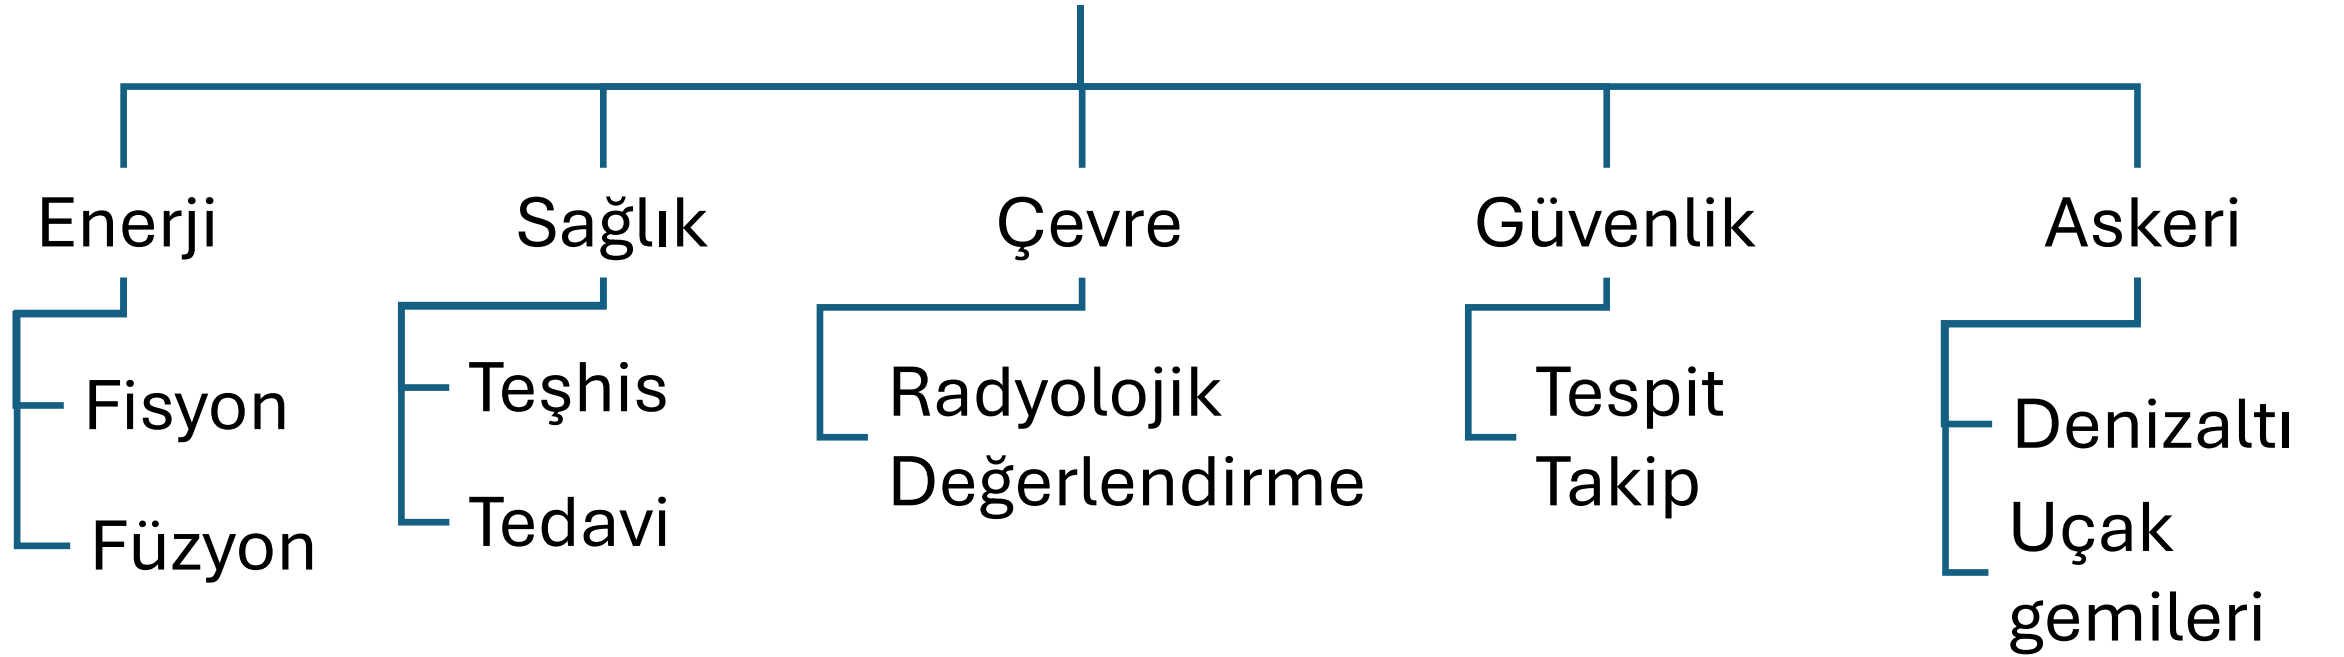 Enerji
Fisyon
Füzyon
Sağlık
Teşhis
Tedavi
Çevre
Radyolojik
Değerlendirme
Güvenlik
Tespit
Takip
Askeri
Denizaltı
Uçak
gemileri